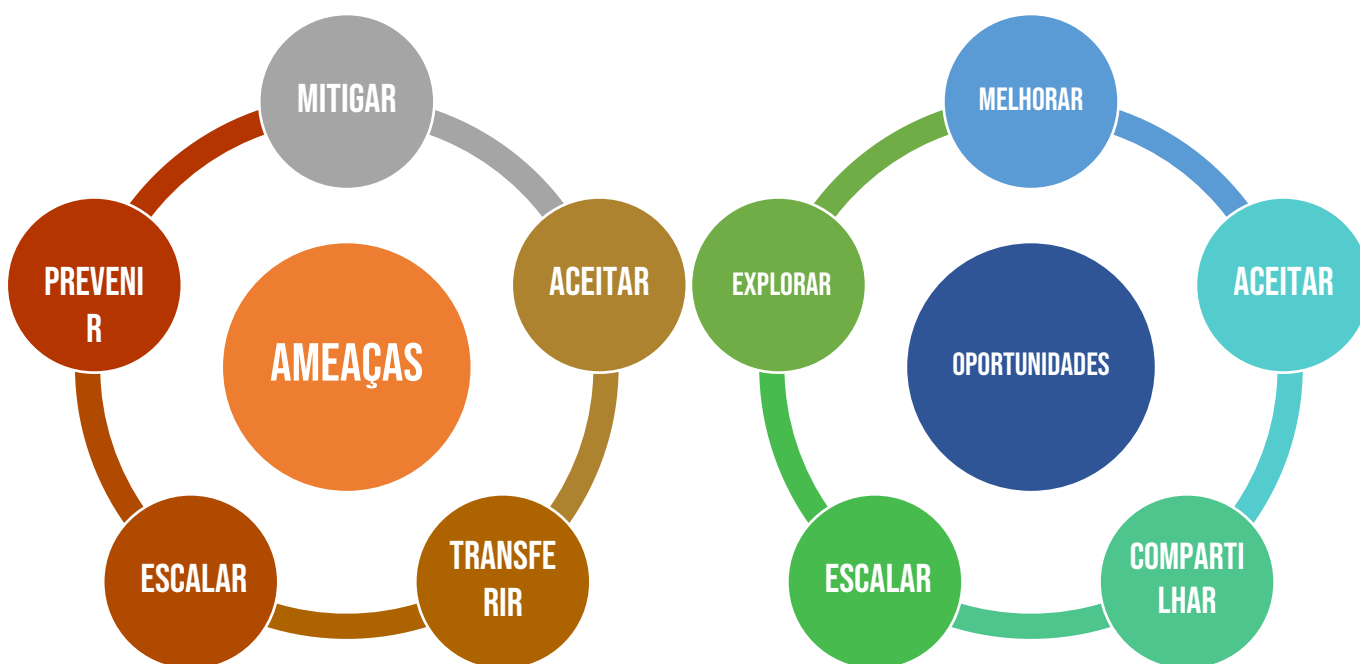 MITIGAR
ACEITAR
TRANSFE
RIR
ESCALAR
PREVENI
R
AMEAÇAS
MELHORAR
ACEITAR
COMPARTI
LHAR
ESCALAR
EXPLORAR
OPORTUNIDADES